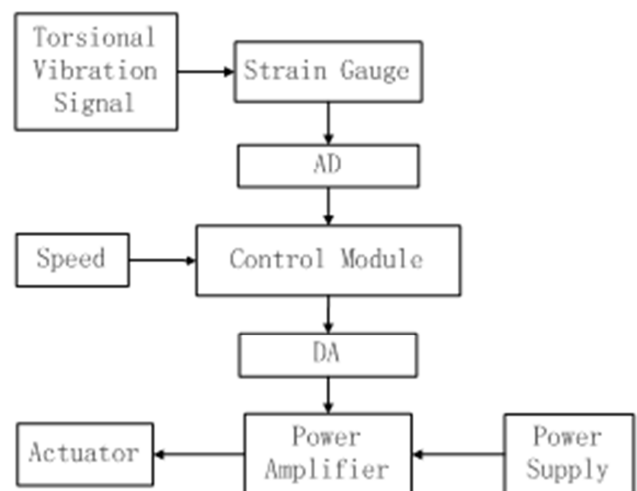 Torsional
Vibration
Signal
Strain Gauge
AD
Speed
Control Module
DA
Actuator
Power
Amplifier
Power
Supply